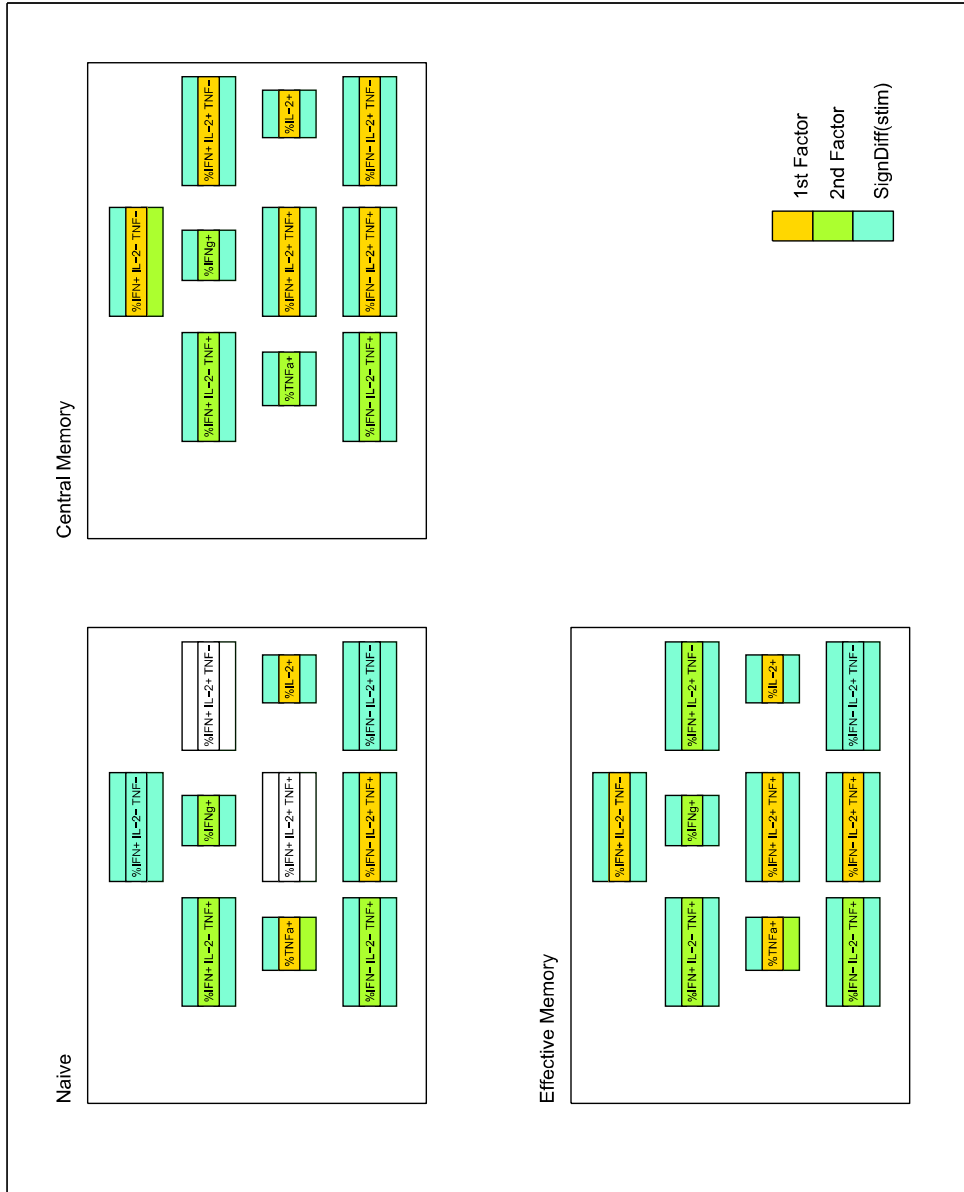 Naive
%IFN+ IL−2− TNF−
%IFN+ IL−2− TNF+
%IFNg+
%IFN+ IL−2+ TNF−
%TNFa+
%IFN+ IL−2+ TNF+
%IL−2+
%IFN− IL−2− TNF+
%IFN− IL−2+ TNF+
%IFN− IL−2+ TNF−
Central Memory
%IFN+ IL−2− TNF−
%IFN+ IL−2− TNF+
%IFNg+
%IFN+ IL−2+ TNF−
%TNFa+
%IFN+ IL−2+ TNF+
%IL−2+
%IFN− IL−2− TNF+
%IFN− IL−2+ TNF+
%IFN− IL−2+ TNF−
Effective Memory
%IFN+ IL−2− TNF−
%IFN+ IL−2− TNF+
%IFNg+
%IFN+ IL−2+ TNF−
%TNFa+
%IFN+ IL−2+ TNF+
%IL−2+
%IFN− IL−2− TNF+
%IFN− IL−2+ TNF+
%IFN− IL−2+ TNF−
1st Factor
2nd Factor
SignDiff(stim)